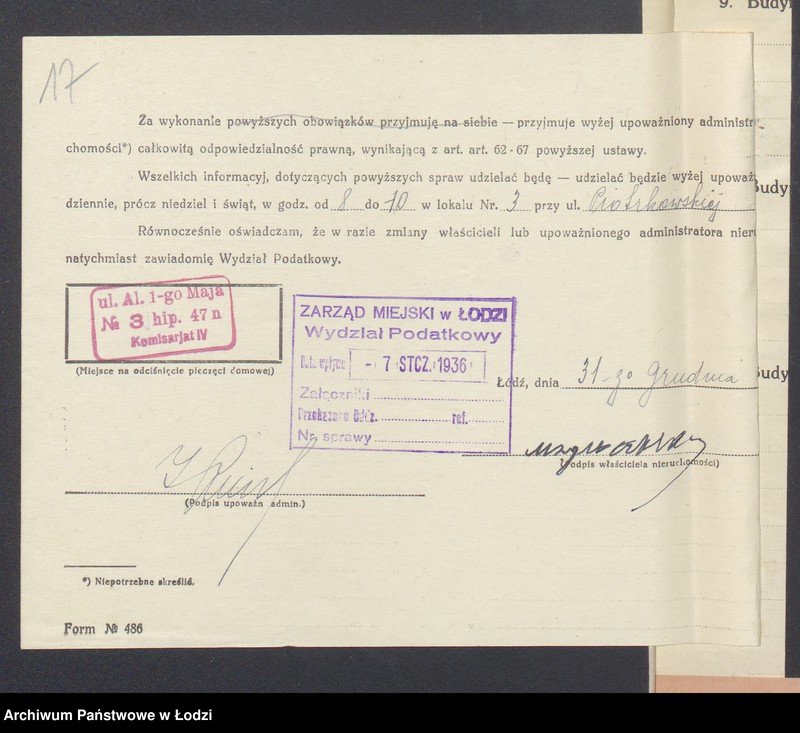 9. Budy
17
Za wykonanie powyższych obowiązków przyjmuję na siebie — przyjmuje wyżej upoważniony administr
chomości*) całkowitą odpowiedzialność prawną, wynikającą z art. art. 62-67 powyższej ustawy.
Wszelkich informacyj, dotyczących powyższych spraw udzielać będę — udzielać będzie wyżej upoważ
Budy
dziennie, prócz niedziel i świąt, w godz. od 8 do 10 w lokalu Nr. 3 przy ul. Piotrkowskiej
Równocześnie oświadczam, że w razie zmiany właścicieli lub upoważnionego administratora nieru
natychmiast zawiadomię Wydział Podatkowy.
ul. Al. 1-go Maja
№ 3 hip. 47 n
Komisarjat IV
(Miejsce na odciśnięcie pieczęci domowej)
ZARZĄD MIEJSKI w ŁODZI
Wydział Podatkowy
Data wpływu - 7 STCZ. 1936
Załączniki
Przekazano Oddz. ref.
Nr. sprawy
Łódź, dnia 31-go Grudnia
Budy
(Podpis właściciela nieruchomości)
(Podpis upoważn admin.)
*) Niepotrzebne skreślić.
Form № 486
Archiwum Państwowe w Łodzi